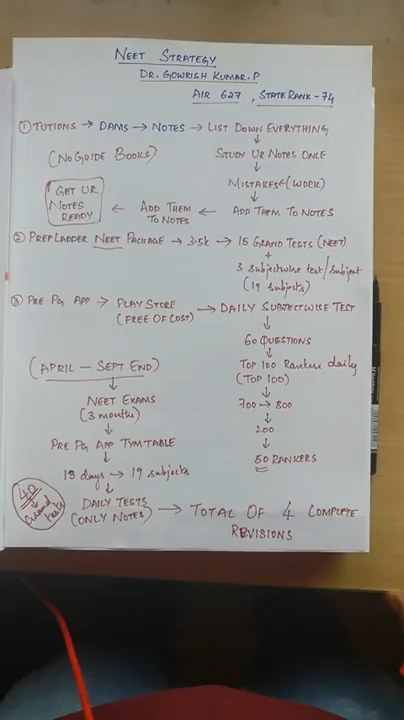 NEET STRATEGY
DR. GOWRISH KUMAR. P
AIR 627 , STATE RANK - 74
① TUTIONS → DAMS → NOTES → LIST DOWN EVERYTHING
↓
(NO GUIDE BOOKS) STUDY UR NOTES ONCE
↓
MISTAKES ← (WORK)
↓
GET UR NOTES READY ← ADD THEM TO NOTES ← ADD THEM TO NOTES
② PREPLADDER NEET PACKAGE → 3.5k → 15 GRAND TESTS (NEET)
+
3 subjectwise test/subject
(19 subjects)
③ PRE PG APP → PLAY STORE (FREE OF COST) → DAILY SUBJECTWISE TEST
↓
60 QUESTIONS
↓
TOP 100 Rankers daily
(TOP 100)
↓
700 → 800
↓
200
↓
50 RANKERS
(APRIL - SEPT END)
↓
NEET EXAMS
(3 months)
↓
PRE PG APP TYM TABLE
↓
19 days → 19 subjects
↓
DAILY TESTS
(ONLY NOTES) → TOTAL OF 4 COMPLETE
REVISIONS
40
↓
Grand tests